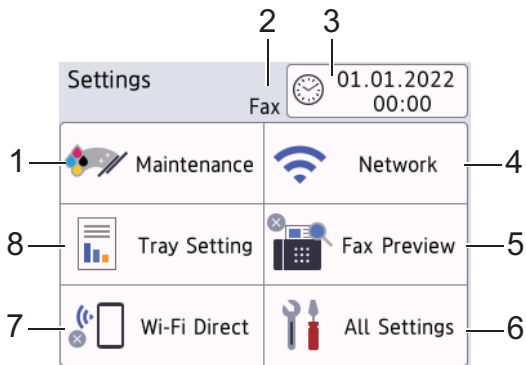 2 3
Settings
Fax
01.01.2022
00:00
1 Maintenance Network 4
8 Tray Setting Fax Preview 5
7 Wi-Fi Direct All Settings 6